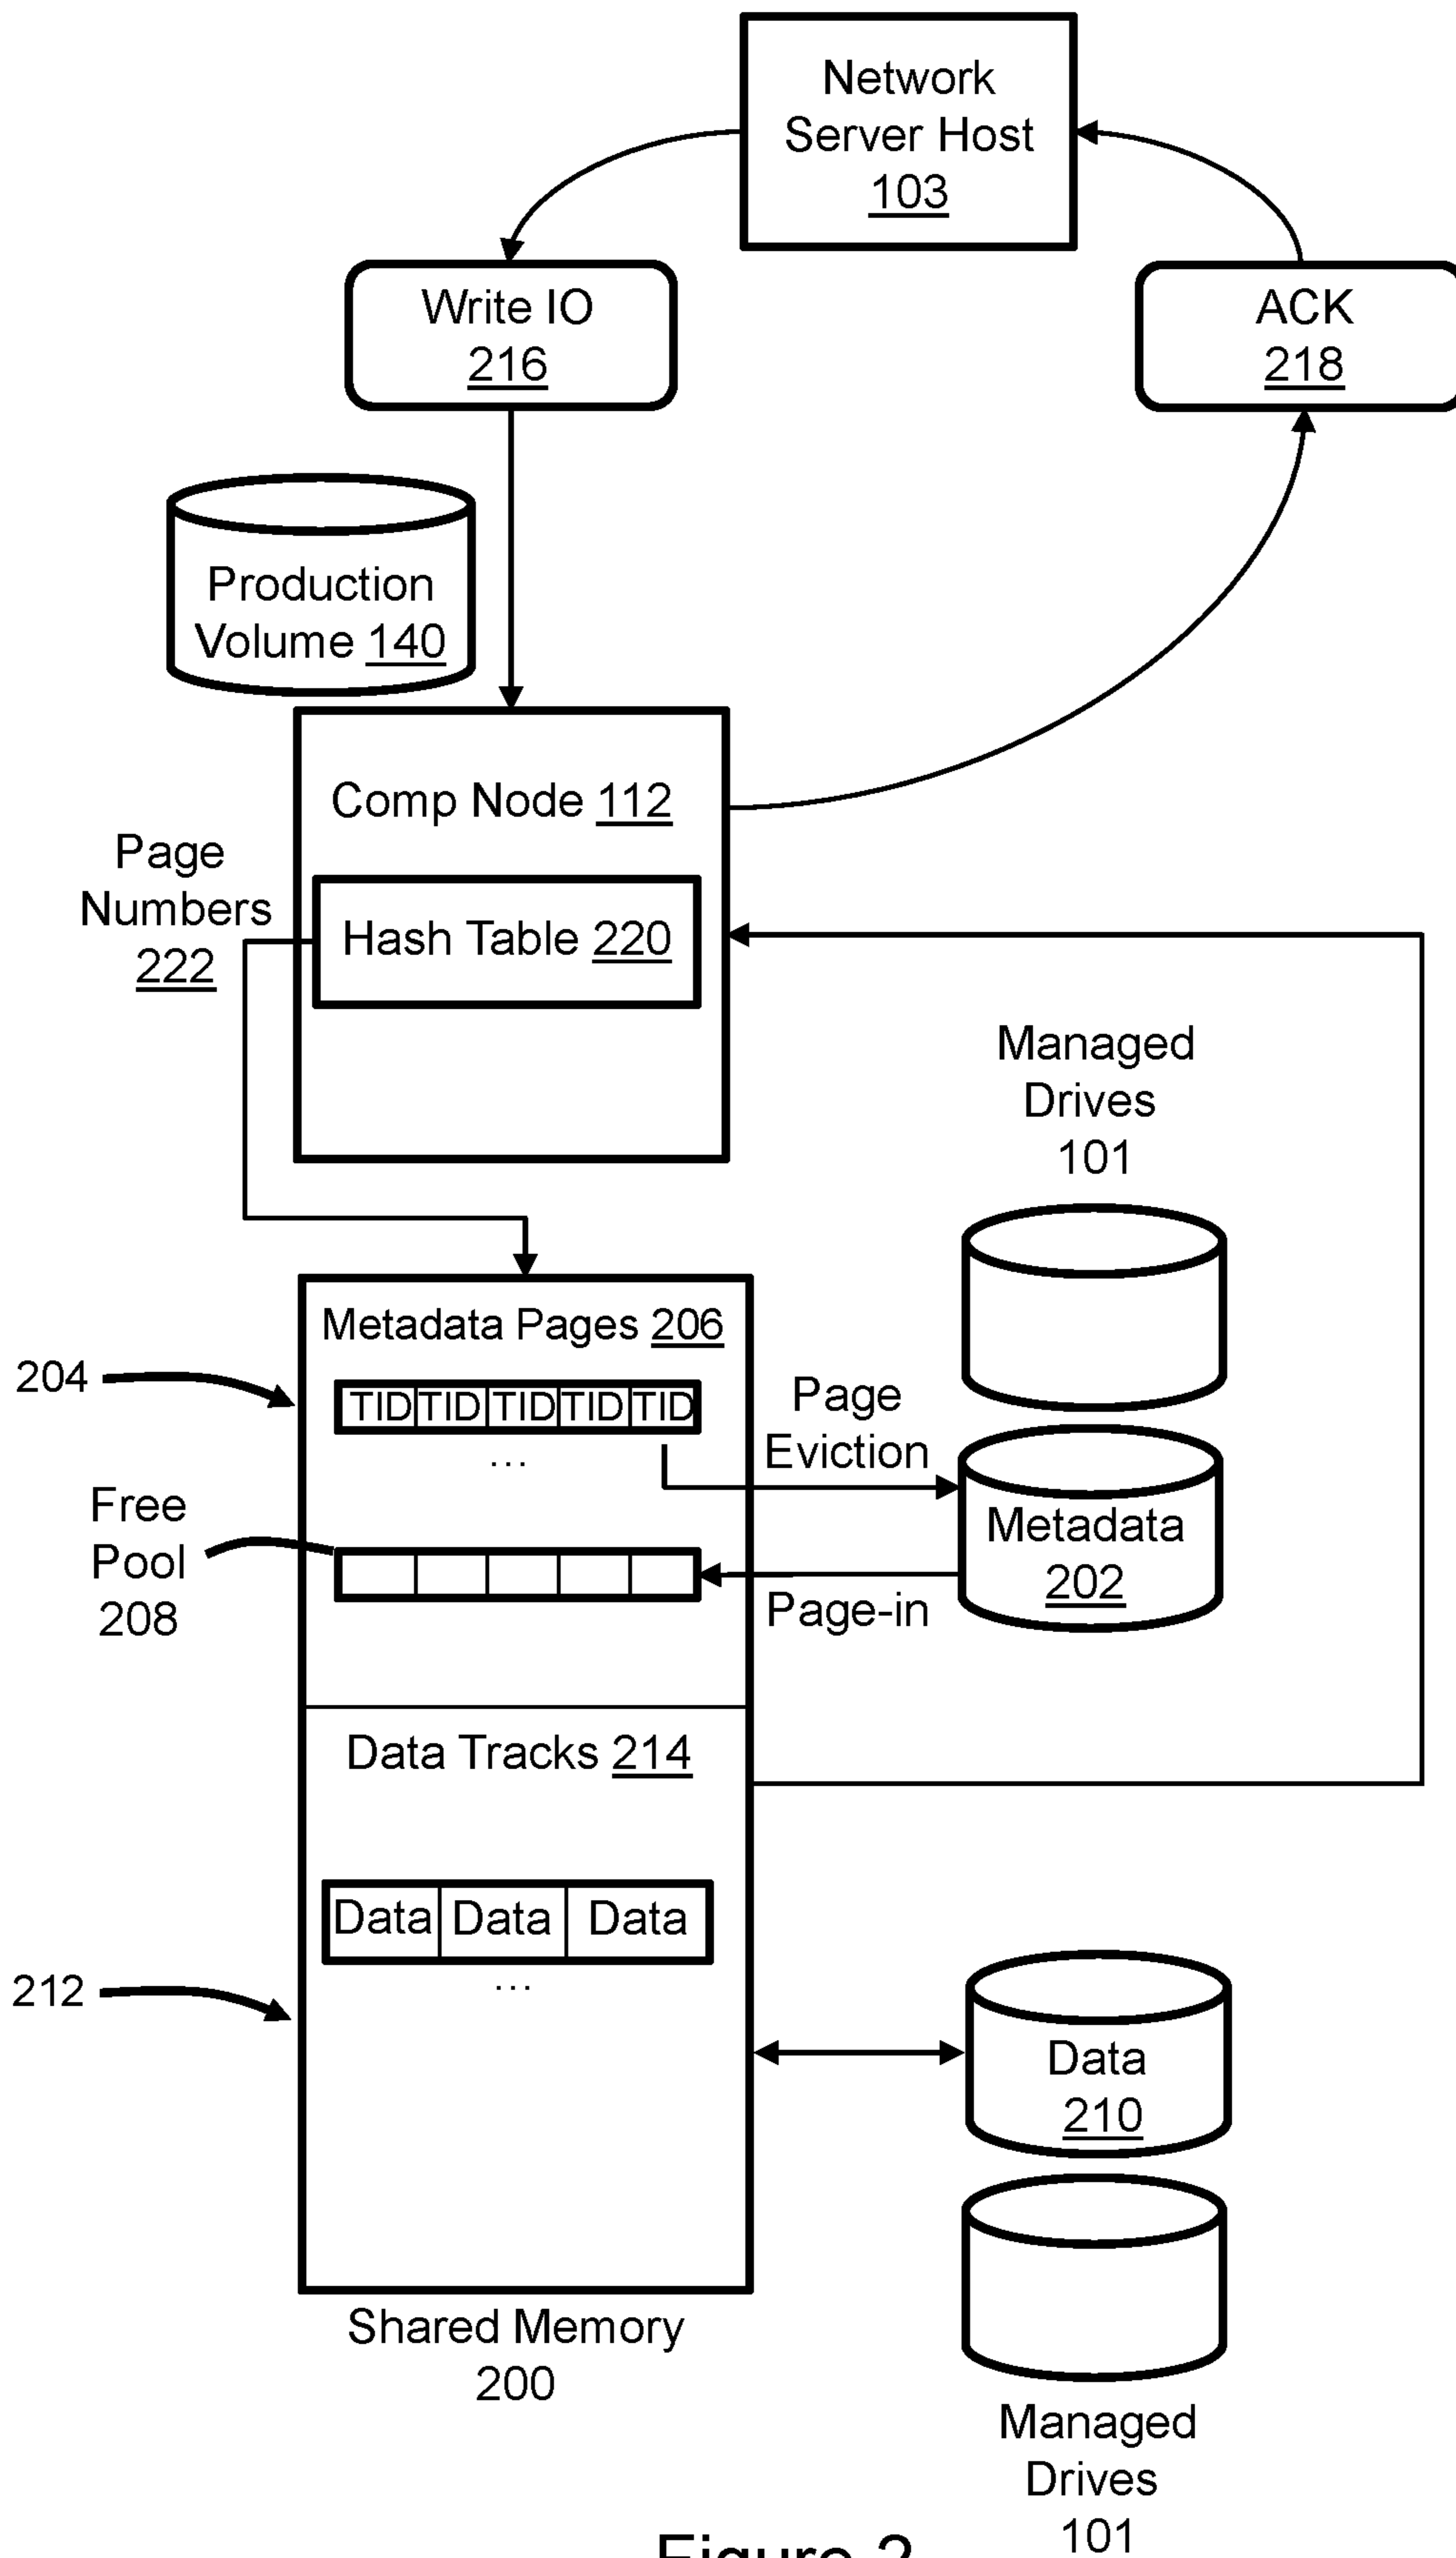 Network
Server Host
103
Write IO
216
ACK
218
Production
Volume 140
Comp Node 112
Page
Numbers
222
Hash Table 220
Managed
Drives
101
Metadata Pages 206
204
TID TID TID TID TID
...
Page
Eviction
Free
Pool
208
Metadata
202
Page-in
Data Tracks 214
Data Data Data
...
212
Data
210
Shared Memory
200
Managed
Drives
101
Figure 2